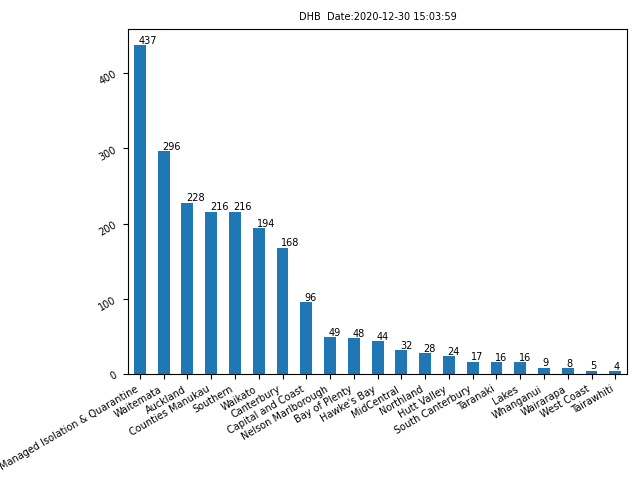 DHB  Date:2020-12-30 15:03:59
400
300
200
100
0
437
296
228
216
216
194
168
96
49
48
44
32
28
24
17
16
16
9
8
5
4
Managed Isolation & Quarantine
Waitemata
Auckland
Counties Manukau
Southern
Waikato
Canterbury
Capital and Coast
Nelson Marlborough
Bay of Plenty
Hawke's Bay
MidCentral
Northland
Hutt Valley
South Canterbury
Taranaki
Lakes
Whanganui
Wairarapa
West Coast
Tairawhiti